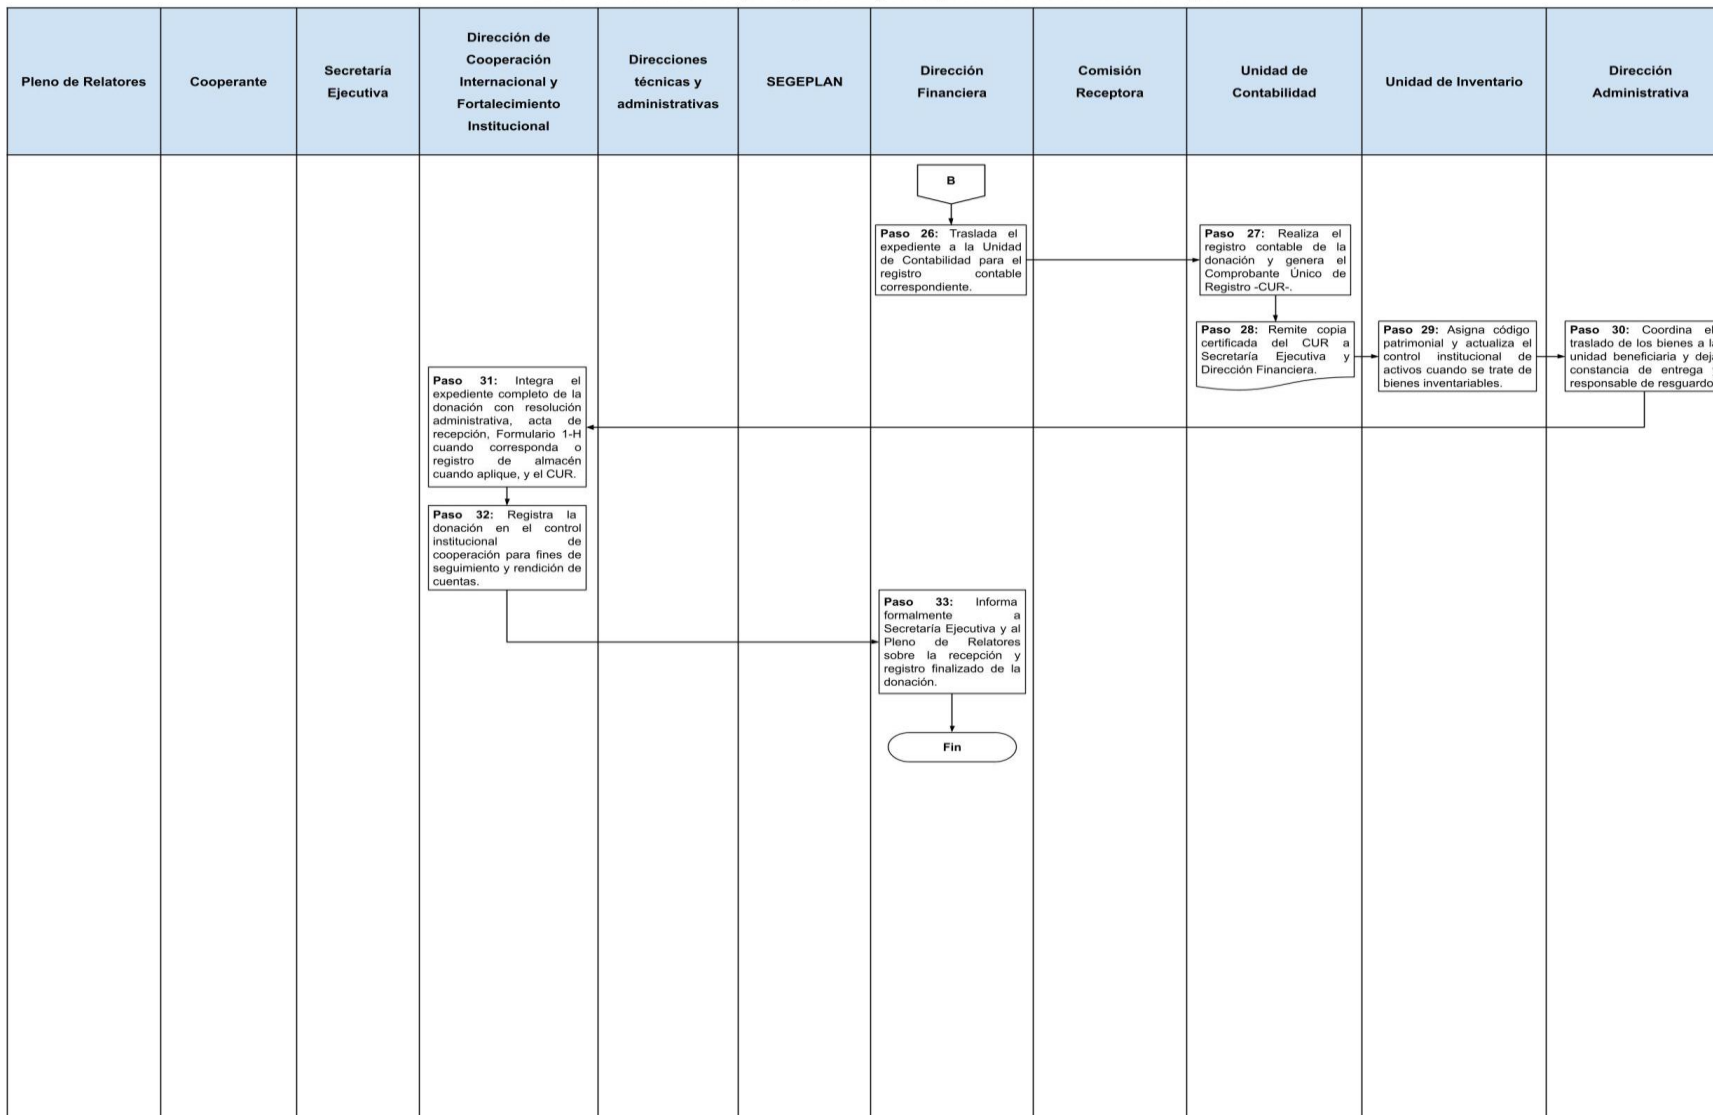 Pleno de Relatores
Cooperante
Secretaría
Ejecutiva
Dirección de
Cooperación
Internacional y
Fortalecimiento
Institucional
Direcciones
técnicas y
administrativas
SEGEPLAN
Dirección
Financiera
Comisión
Receptora
Unidad de
Contabilidad
Unidad de Inventario
Dirección
Administrativa
B
Paso 26: Traslada el
expediente a la Unidad
de Contabilidad para el
registro contable
correspondiente.
Paso 27: Realiza el
registro contable de la
donación y genera el
Comprobante Único de
Registro -CUR-.
Paso 28: Remite copia
certificada del CUR a
Secretaría Ejecutiva y
Dirección Financiera.
Paso 29: Asigna código
patrimonial y actualiza el
control institucional de
activos cuando se trate de
bienes inventariables.
Paso 30: Coordina el
traslado de los bienes a la
unidad beneficiaria y deja
constancia de entrega y
responsable de resguardo.
Paso 31: Integra el
expediente completo de la
donación con resolución
administrativa, acta de
recepción, Formulario 1-H
cuando corresponda o
registro de almacén
cuando aplique, y el CUR.
Paso 32: Registra la
donación en el control
institucional de
cooperación para fines de
seguimiento y rendición de
cuentas.
Paso 33: Informa
formalmente a
Secretaría Ejecutiva y al
Pleno de Relatores
sobre la recepción y
registro finalizado de la
donación.
Fin